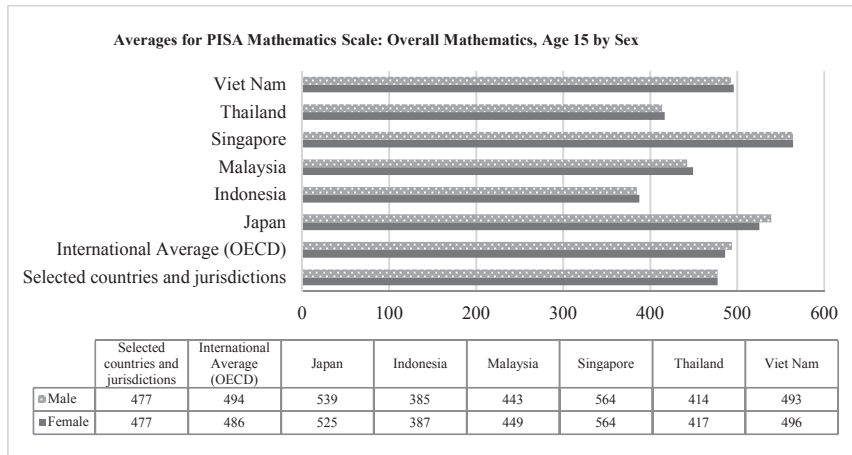 Averages for PISA Mathematics Scale: Overall Mathematics, Age 15 by Sex
Viet Nam
Thailand
Singapore
Malaysia
Indonesia
Japan
International Average (OECD)
Selected countries and jurisdictions
0 100 200 300 400 500 600
Selected countries and jurisdictions International Average (OECD) Japan Indonesia Malaysia Singapore Thailand Viet Nam
Male 477 494 539 385 443 564 414 493
Female 477 486 525 387 449 564 417 496